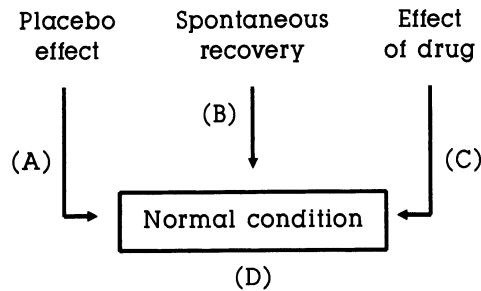 Placebo
effect
Spontaneous
recovery
Effect
of drug
(A)
(B)
(C)
Normal condition
(D)